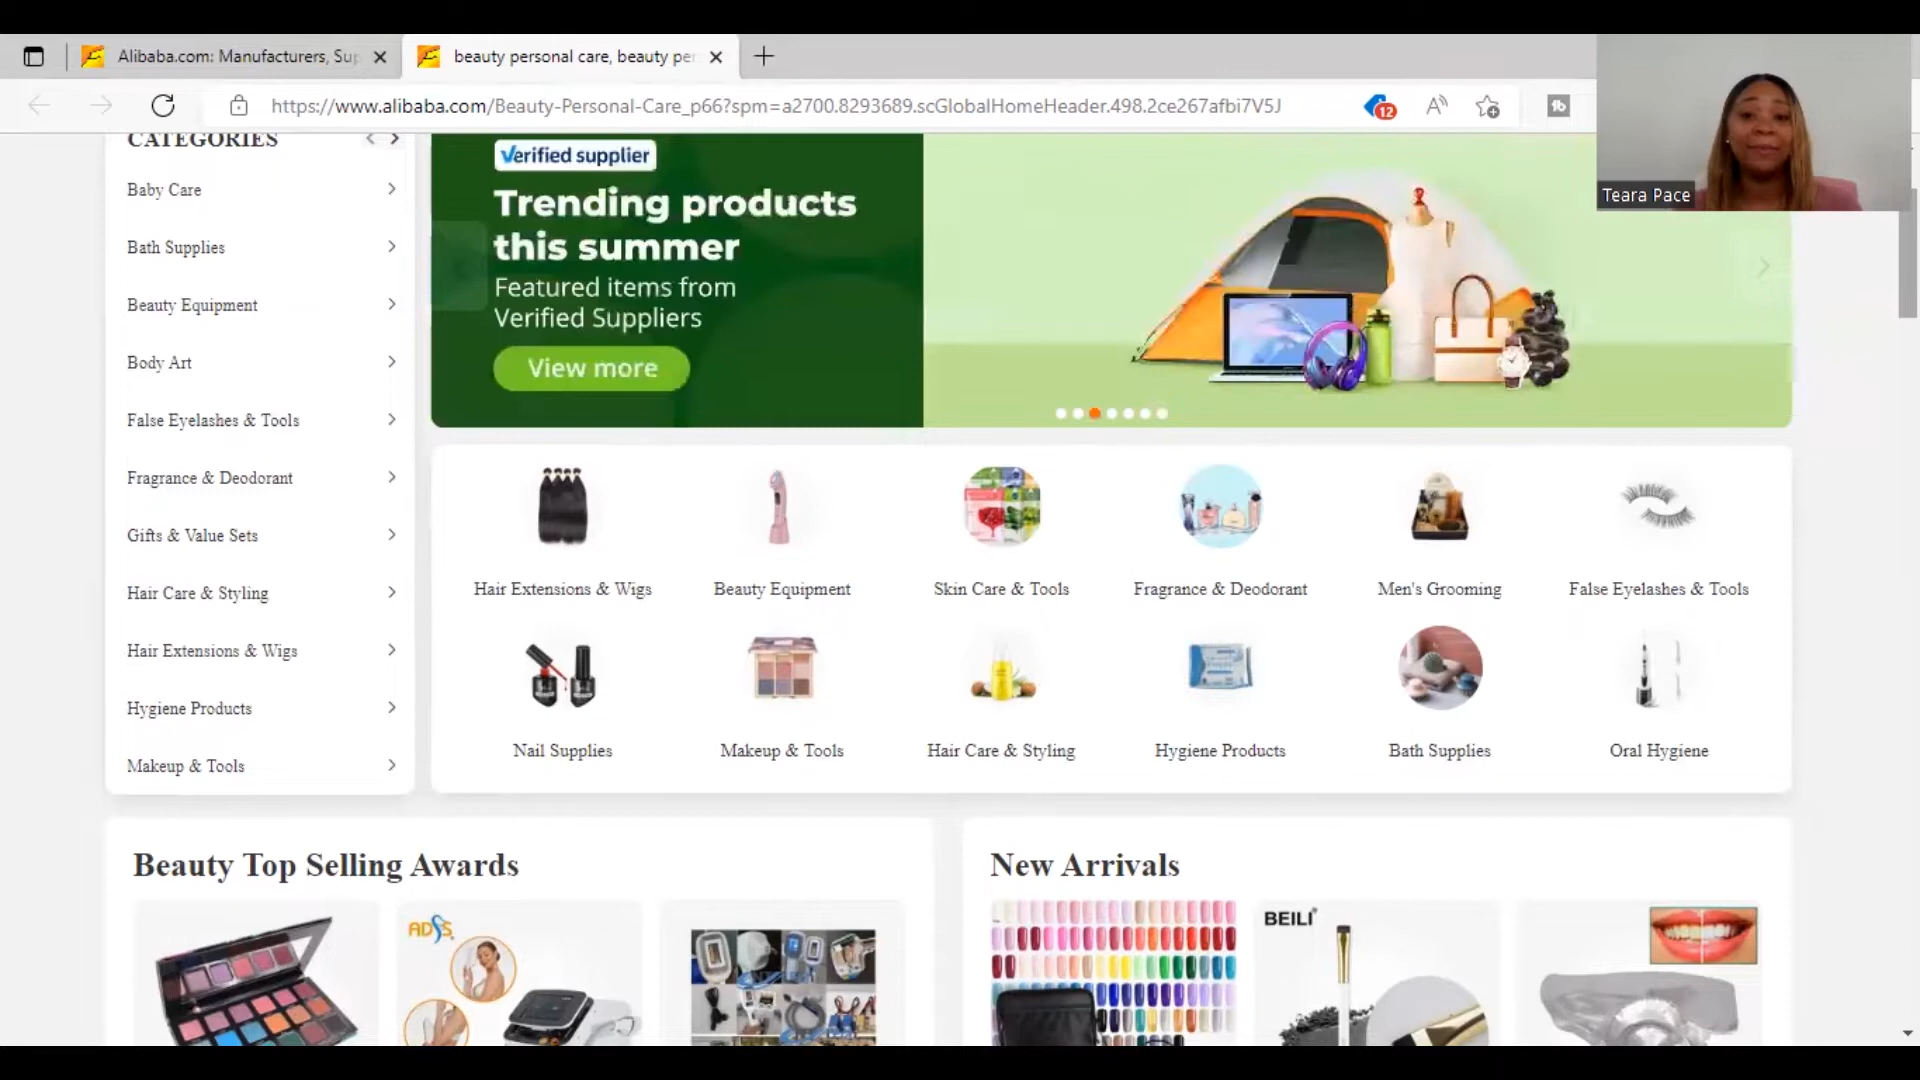 Alibaba.com: Manufacturers, Sup
beauty personal care, beauty per
https://www.alibaba.com/Beauty-Personal-Care_p66?spm=a2700.8293689.scGlobalHomeHeader.498.2ce267afbi7V5J
12
Teara Pace
CATEGORIES
Baby Care
Bath Supplies
Beauty Equipment
Body Art
False Eyelashes & Tools
Fragrance & Deodorant
Gifts & Value Sets
Hair Care & Styling
Hair Extensions & Wigs
Hygiene Products
Makeup & Tools
Verified supplier
Trending products
this summer
Featured items from
Verified Suppliers
View more
Hair Extensions & Wigs
Beauty Equipment
Skin Care & Tools
Fragrance & Deodorant
Men's Grooming
False Eyelashes & Tools
Nail Supplies
Makeup & Tools
Hair Care & Styling
Hygiene Products
Bath Supplies
Oral Hygiene
Beauty Top Selling Awards
ADSS
New Arrivals
BEILI